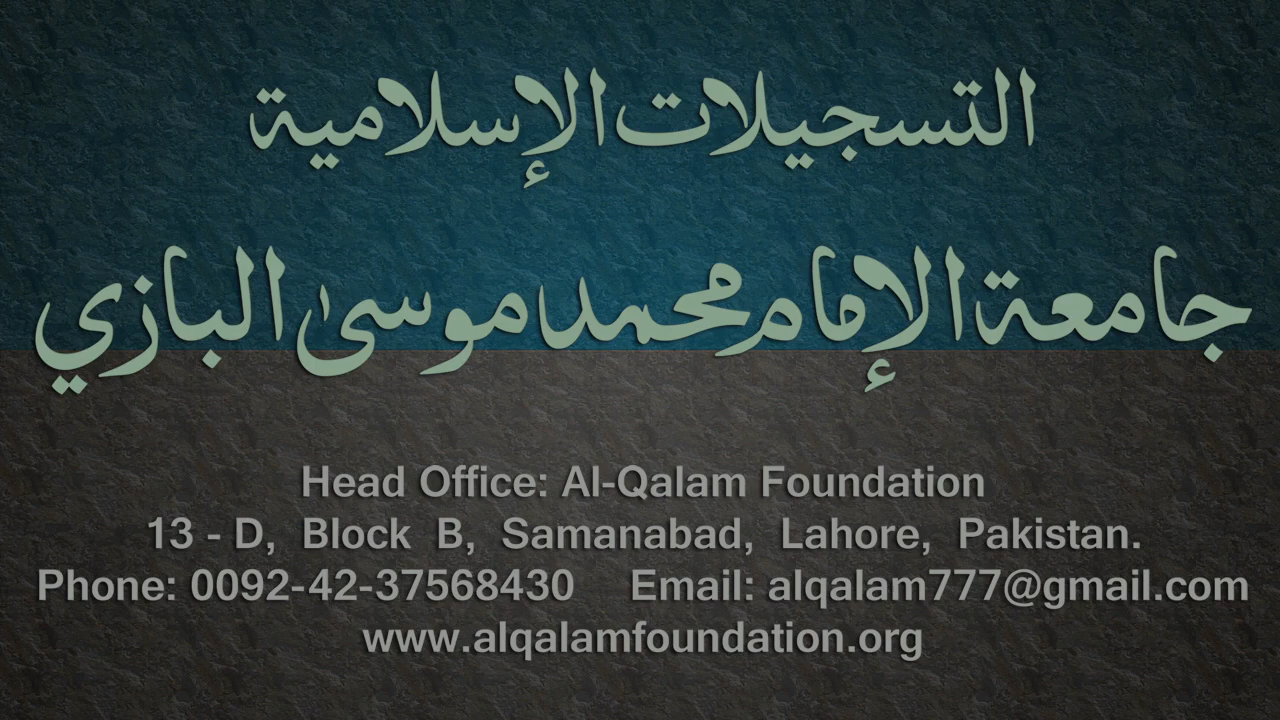 التسجيلات الإسلامية
جامعة الإمام محمد موسىٰ البازي
Head Office: Al-Qalam Foundation
13 - D, Block B, Samanabad, Lahore, Pakistan.
Phone: 0092-42-37568430 Email: alqalam777@gmail.com
www.alqalamfoundation.org